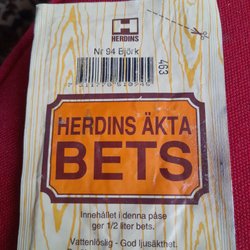 HERDINS
Nr 94 Björk
463
HERDINS ÄKTA
BETS
Innehållet i denna påse
ger 1/2 liter bets.
Vattenlöslig - God ljusäkthet.